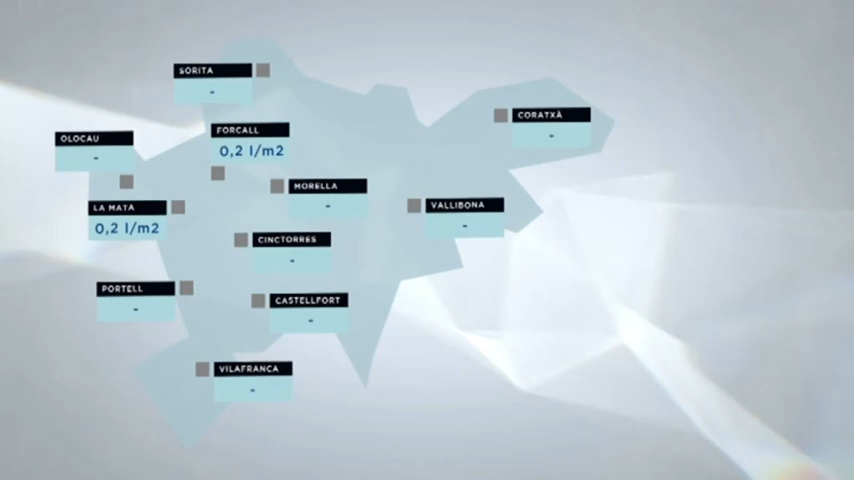 SORITA
-
CORATXÀ
-
FORCALL
0,2 l/m2
OLOCAU
-
MORELLA
-
LA MATA
0,2 l/m2
VALLIBONA
-
CINCTORRES
-
PORTELL
-
CASTELLFORT
-
VILAFRANCA
-